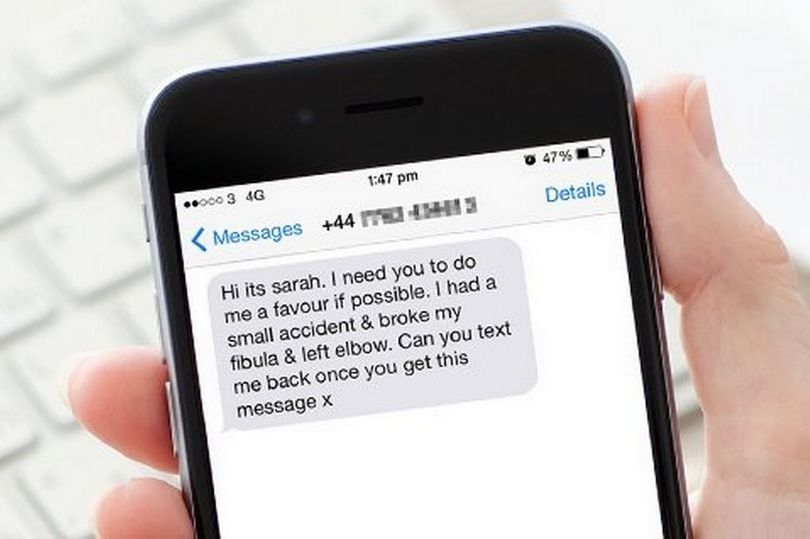 3 4G 1:47 pm 47%
Messages +44 Details
Hi its sarah. I need you to do
me a favour if possible. I had a
small accident & broke my
fibula & left elbow. Can you text
me back once you get this
message x